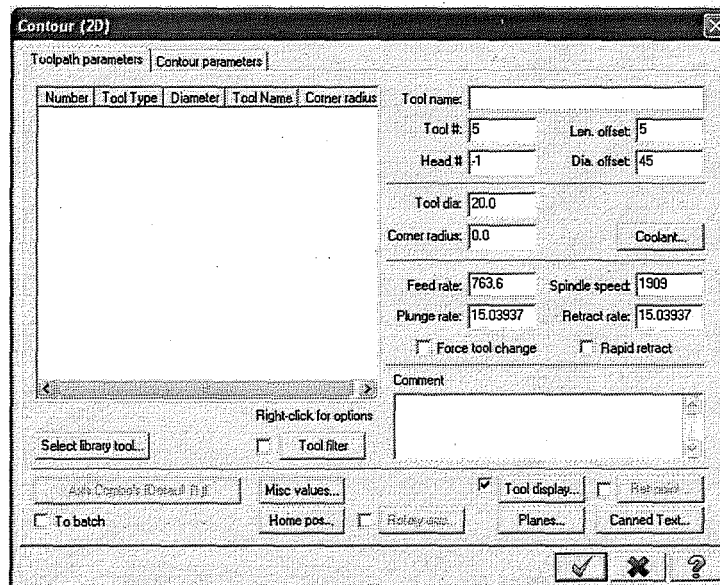 Contour (2D)
Toolpath parameters Contour parameters
Number Tool Type Diameter Tool Name Corner radius
Tool name:
Tool #: 5 Len. offset: 5
Head # -1 Dia. offset: 45
Tool dia: 20.0
Corner radius: 0.0 Coolant...
Feed rate: 763.6 Spindle speed: 1909
Plunge rate: 15.03937 Retract rate: 15.03937
Force tool change Rapid retract
Comment
Right-click for options
Select library tool... Tool filter
Axis Combo's (Default (1)) Misc values... Tool display... Ref point...
To batch Home pos... Rotary axis... Planes... Canned Text...
?